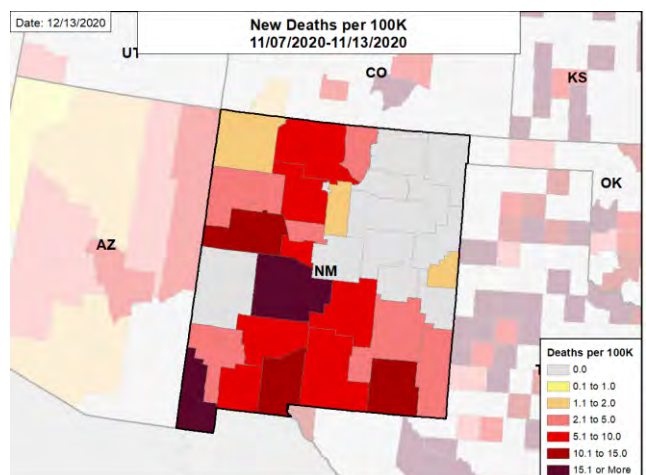 Date: 12/13/2020
New Deaths per 100K
11/07/2020-11/13/2020
UT
CO
KS
OK
AZ
NM
T
Deaths per 100K
0.0
0.1 to 1.0
1.1 to 2.0
2.1 to 5.0
5.1 to 10.0
10.1 to 15.0
15.1 or More